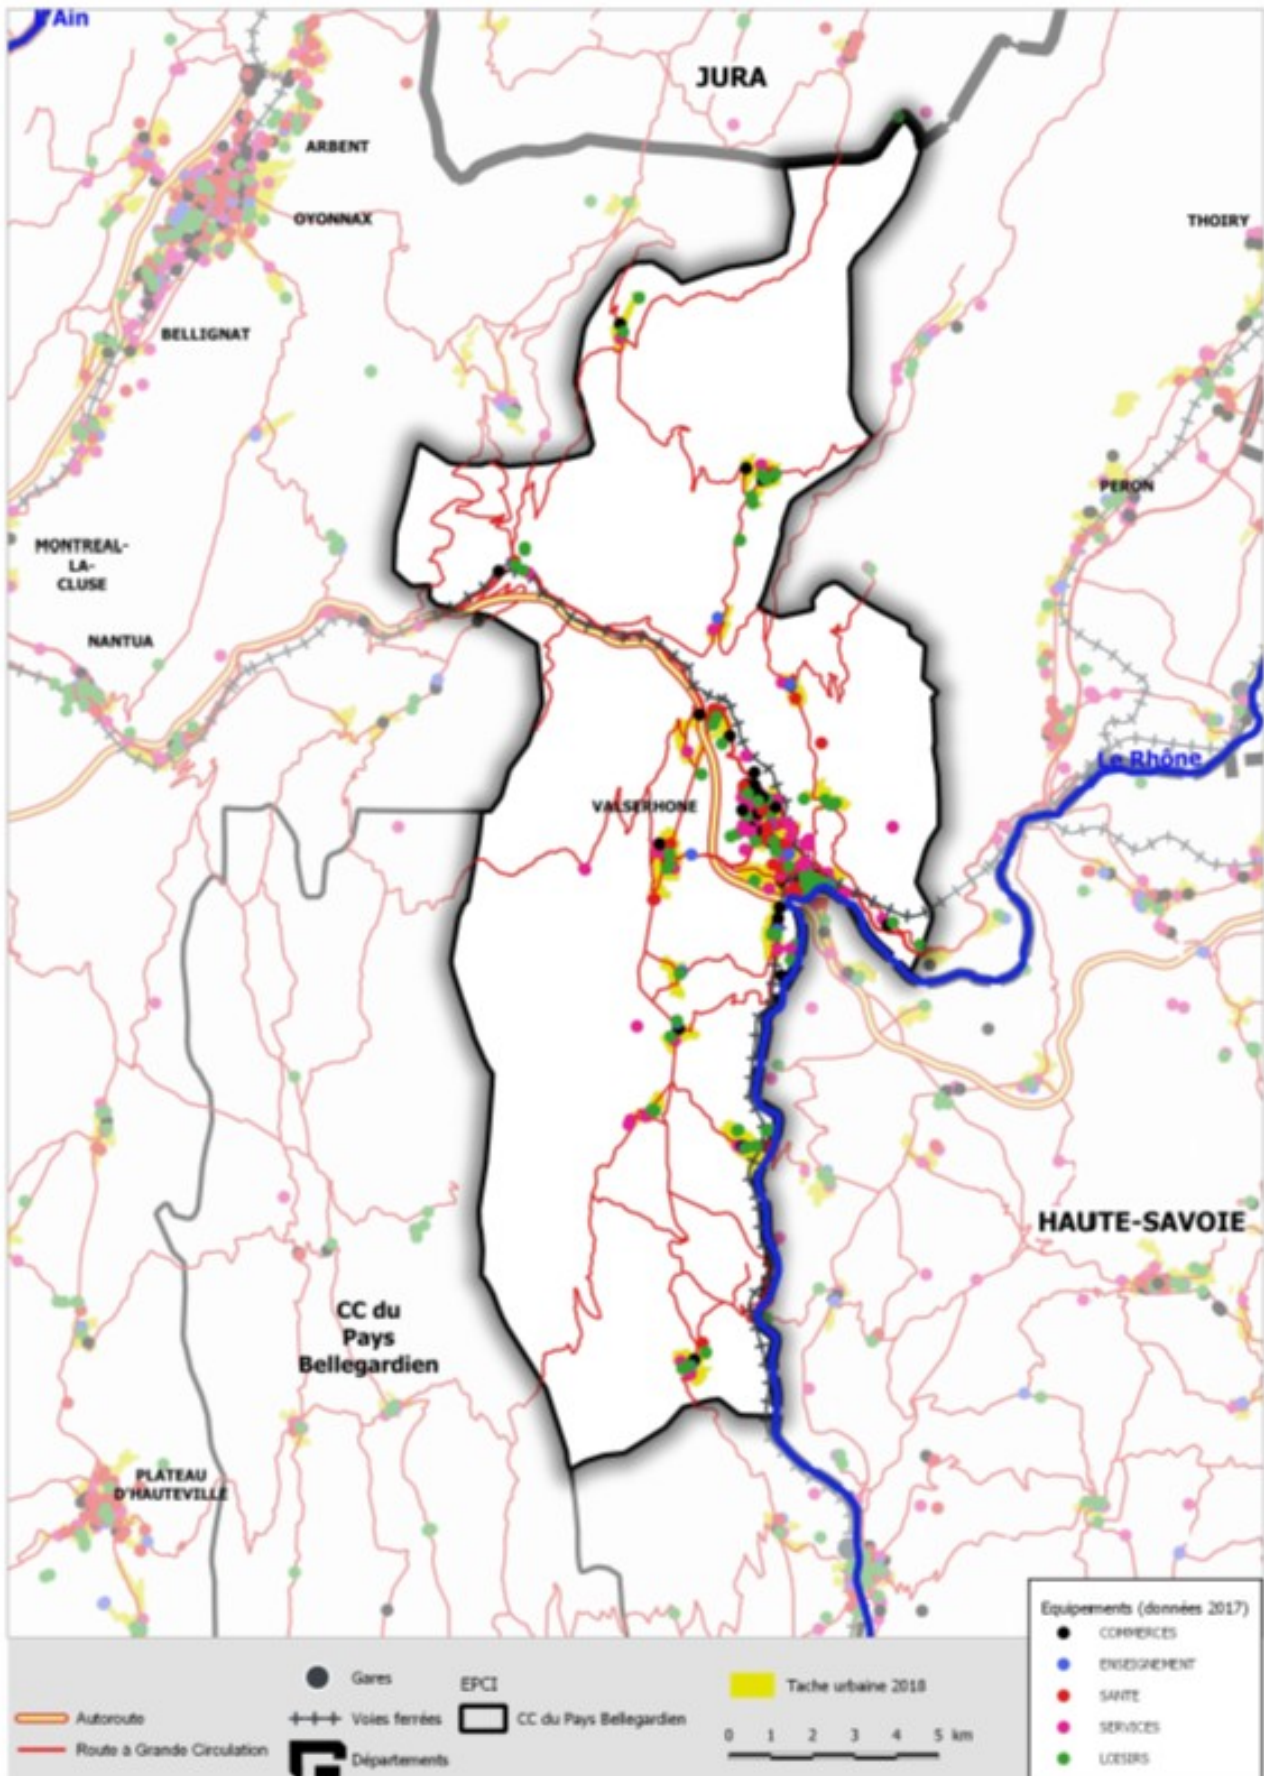 l'Ain
JURA
ARBENT
OYONNAX
THOIRY
BELLIGNAT
PERON
MONTREAL-
LA-
CLUSE
NANTUA
Le Rhône
VALSERHONE
HAUTE-SAVOIE
CC du
Pays
Bellegardien
PLATEAU
D'HAUTEVILLE
Equipements (données 2017)
COMMERCES
ENSEIGNEMENT
SANTE
SERVICES
LOISIRS
Gares
EPCI
Tache urbaine 2018
Autoroute
Voies ferrées
CC du Pays Bellegardien
0 1 2 3 4 5 km
Route à Grande Circulation
Départements